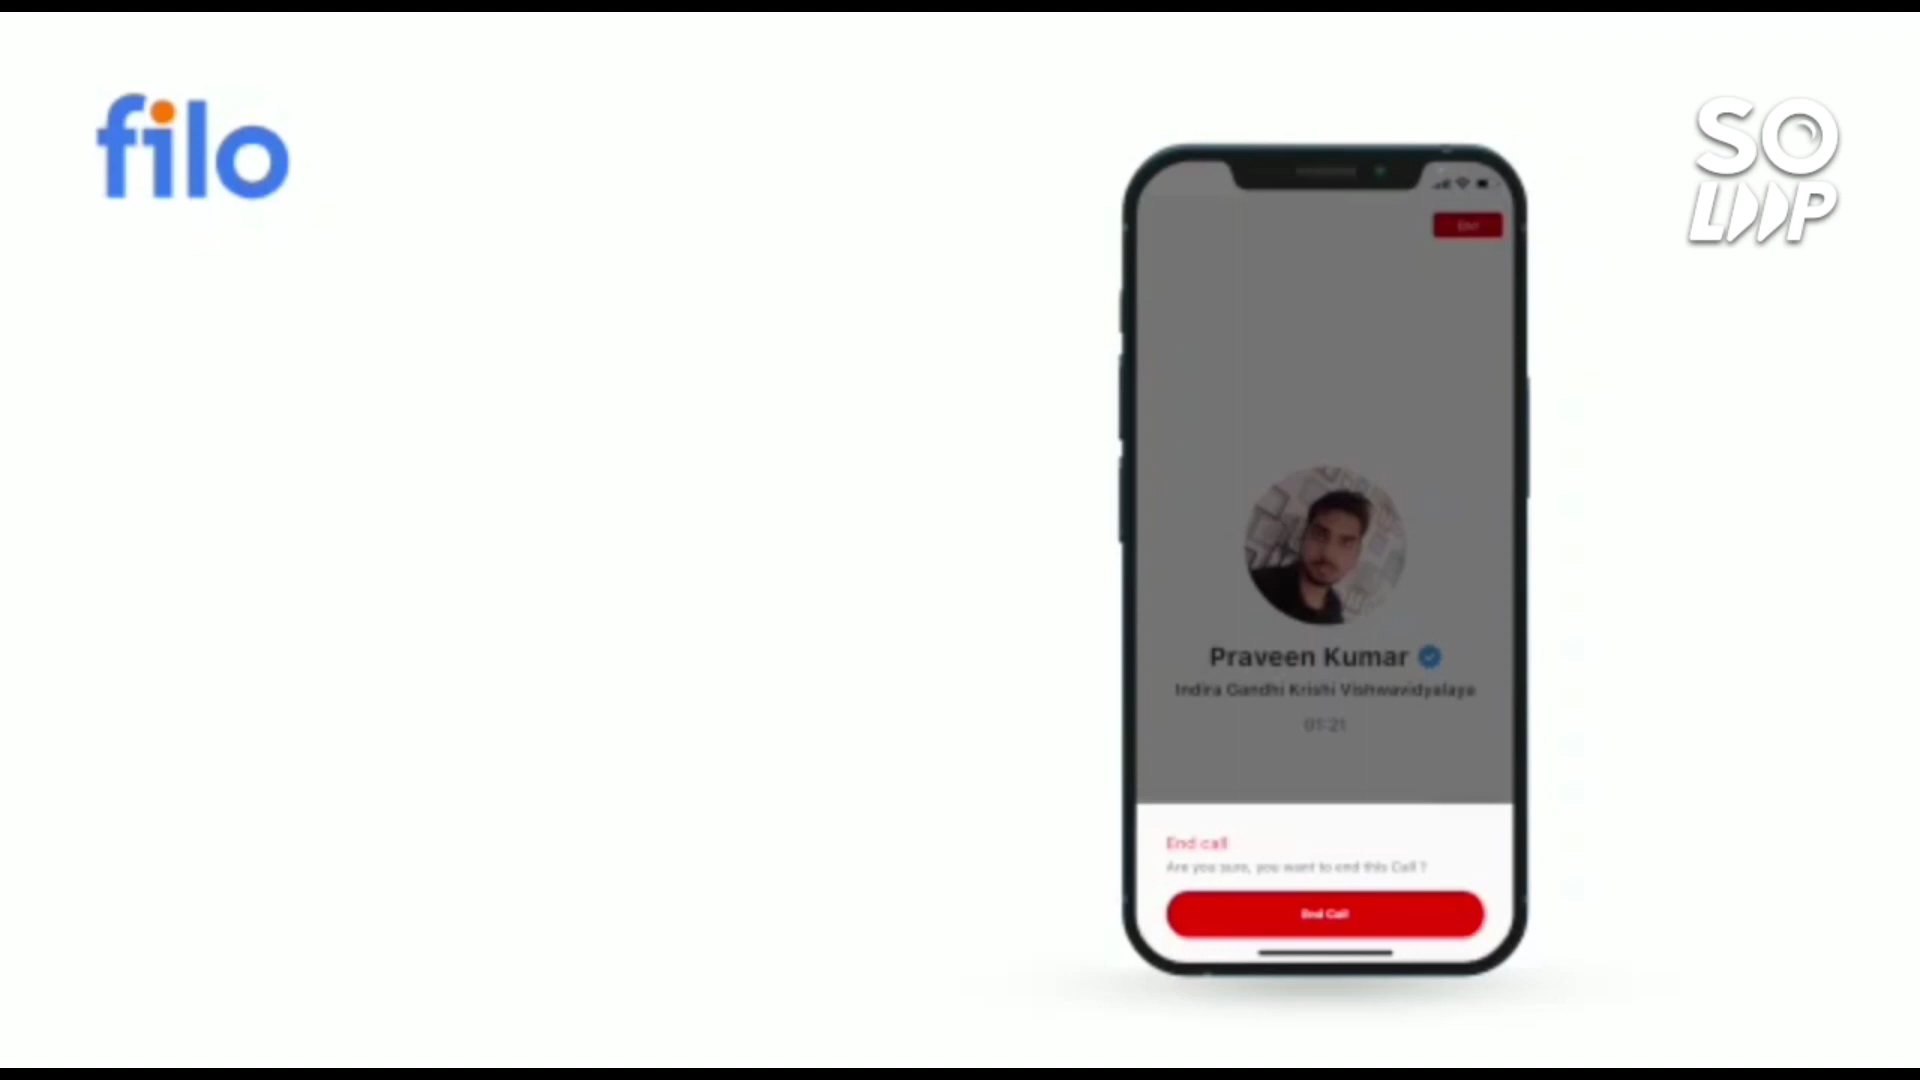 filo
SO
LOOP
End
Praveen Kumar
Indira Gandhi Krishi Vishwavidyalaya
01:21
End call
Are you sure, you want to end this Call ?
End Call